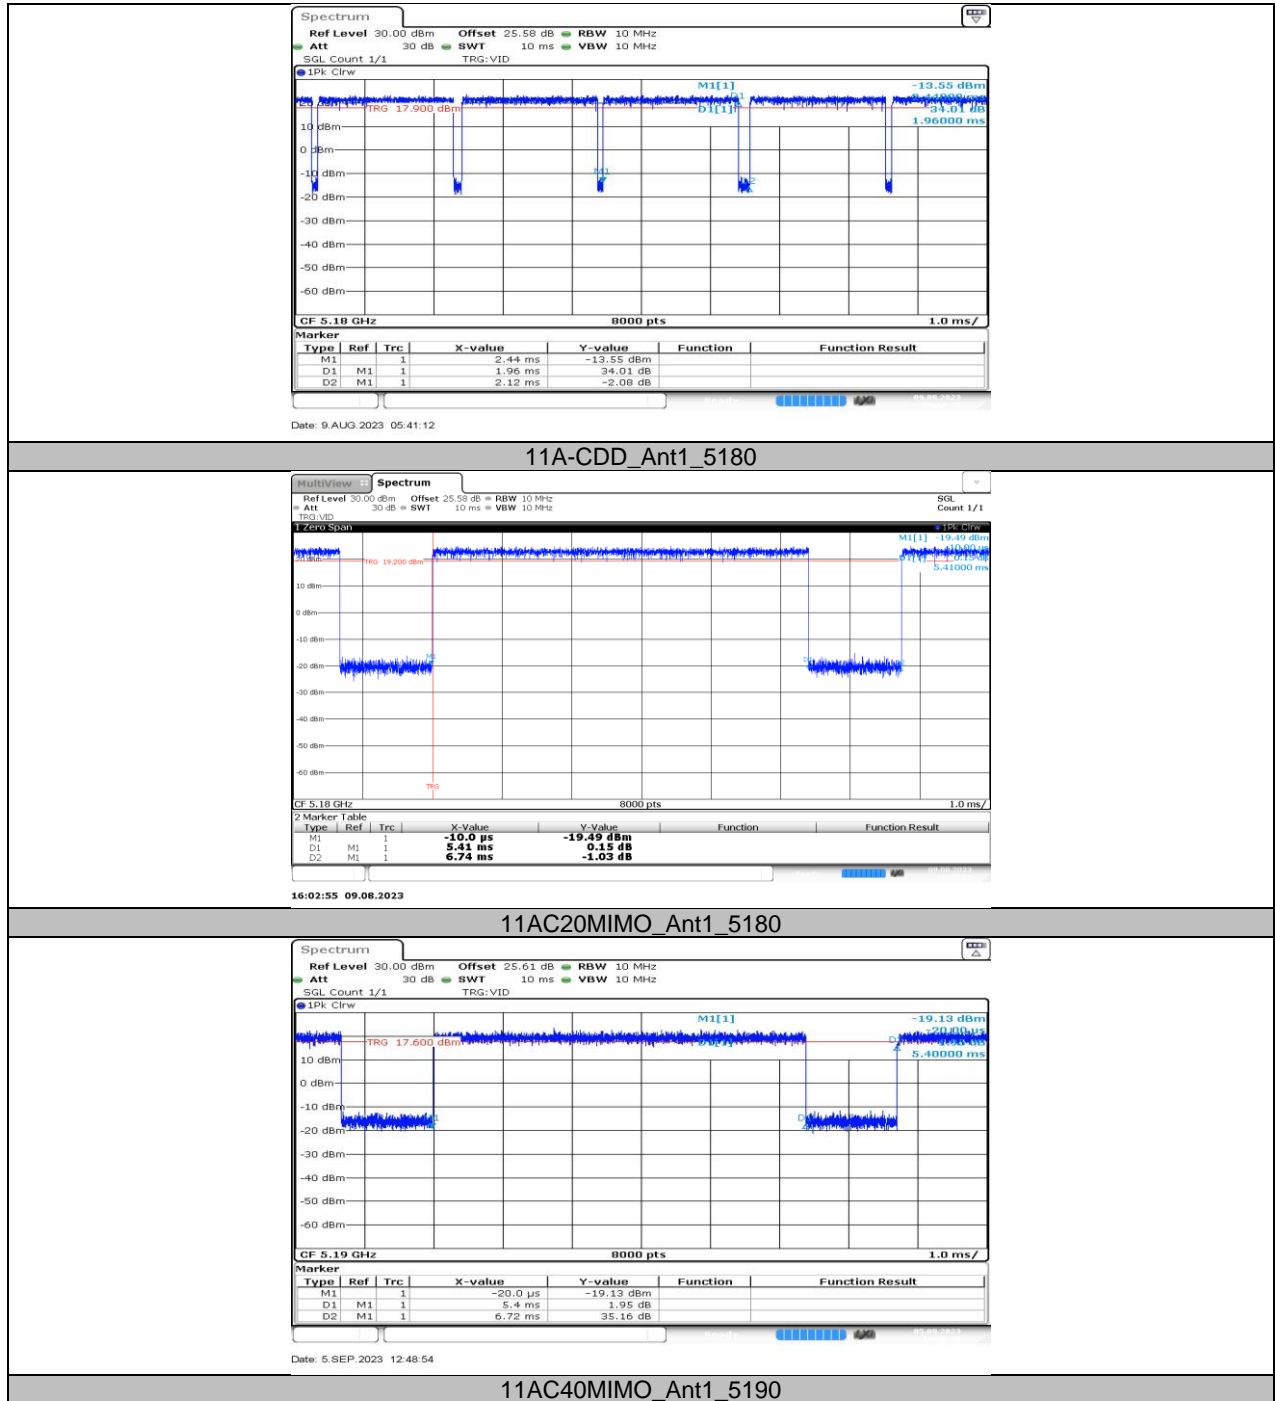 Spectrum
Ref Level 30.00 dBm Offset 25.58 dB RBW 10 MHz
Att 30 dB SWT 10 ms VBW 10 MHz
SGL Count 1/1 TRG:VID
1Pk Clrw
M1[1] -13.55 dBm
D1
TRG 17.900 dBm
D1[1] 34.01 dB
1.96000 ms
10 dBm
0 dBm
M1
-10 dBm
-20 dBm
-30 dBm
-40 dBm
-50 dBm
-60 dBm
CF 5.18 GHz 8000 pts 1.0 ms/
Marker
Type Ref Trc X-value Y-value Function Function Result
M1 1 2.44 ms -13.55 dBm
D1 M1 1 1.96 ms 34.01 dB
D2 M1 1 2.12 ms -2.08 dB
Date: 9.AUG.2023 05:41:12
11A-CDD_Ant1_5180
MultiView Spectrum
Ref Level 30.00 dBm Offset 25.58 dB RBW 10 MHz SGL
Att 30 dB SWT 10 ms VBW 10 MHz Count 1/1
TRG:VID
1 Zero Span 1Pk Clrw
M1[1] -19.49 dBm
TRG 19.200 dBm
5.41000 ms
10 dBm
0 dBm
-10 dBm
M1
-20 dBm
-30 dBm
-40 dBm
-50 dBm
-60 dBm
TRG
CF 5.18 GHz 8000 pts 1.0 ms/
2 Marker Table
Type Ref Trc X-Value Y-Value Function Function Result
M1 1 -10.0 µs -19.49 dBm
D1 M1 1 5.41 ms 0.15 dB
D2 M1 1 6.74 ms -1.03 dB
16:02:55 09.08.2023
11AC20MIMO_Ant1_5180
Spectrum
Ref Level 30.00 dBm Offset 25.61 dB RBW 10 MHz
Att 30 dB SWT 10 ms VBW 10 MHz
SGL Count 1/1 TRG:VID
1Pk Clrw
M1[1] -19.13 dBm
-20.00 µs
TRG 17.600 dBm
5.40000 ms
10 dBm
0 dBm
-10 dBm
-20 dBm
-30 dBm
-40 dBm
-50 dBm
-60 dBm
CF 5.19 GHz 8000 pts 1.0 ms/
Marker
Type Ref Trc X-value Y-value Function Function Result
M1 1 -20.0 µs -19.13 dBm
D1 M1 1 5.4 ms 1.95 dB
D2 M1 1 6.72 ms 35.16 dB
Date: 5.SEP.2023 12:48:54
11AC40MIMO_Ant1_5190